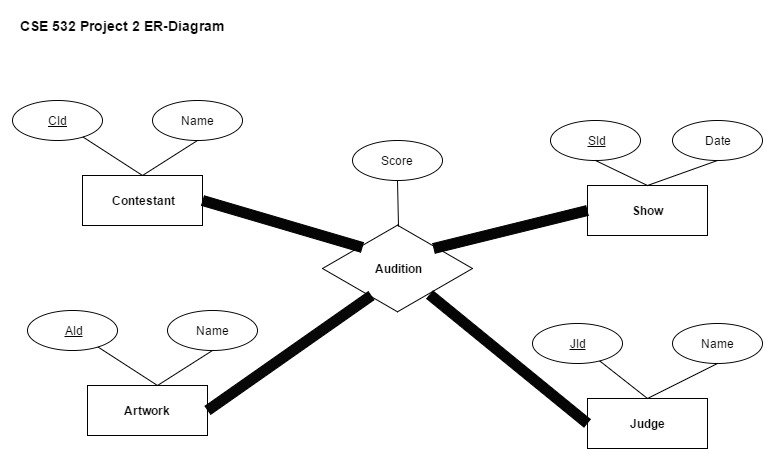 CSE 532 Project 2 ER-Diagram
CId
Name
Score
SId
Date
Contestant
Show
Audition
AId
Name
JId
Name
Artwork
Judge